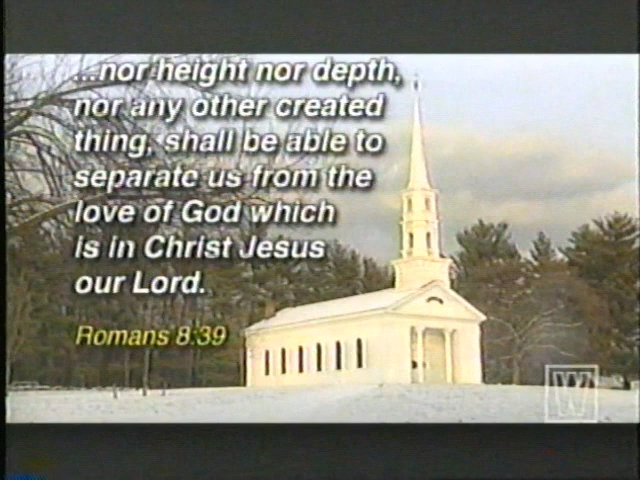 ...nor height nor depth,
nor any other created
thing, shall be able to
separate us from the
love of God which
is in Christ Jesus
our Lord.
Romans 8:39
W